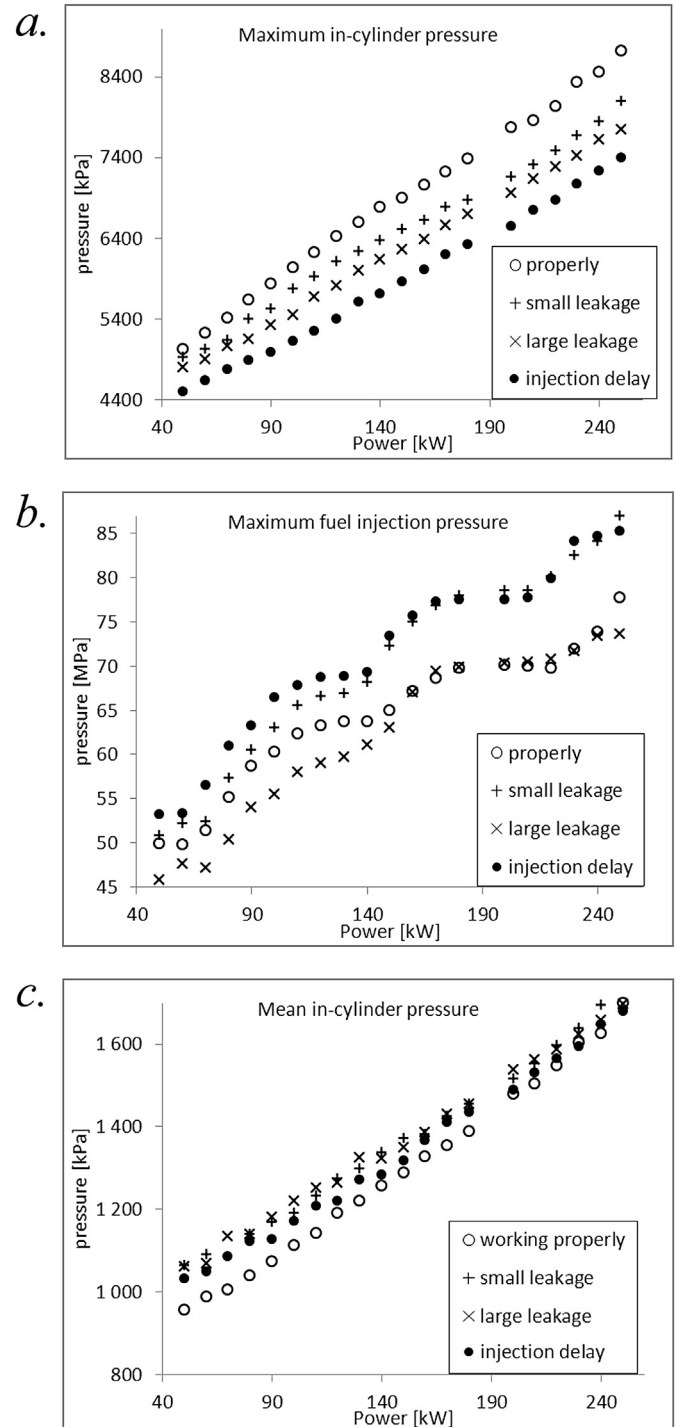 a.
Maximum in-cylinder pressure
pressure [kPa]
8400
7400
6400
5400
4400
40 90 140 190 240
Power [kW]
properly
small leakage
large leakage
injection delay
b.
Maximum fuel injection pressure
pressure [MPa]
85
80
75
70
65
60
55
50
45
40 90 140 190 240
Power [kW]
properly
small leakage
large leakage
injection delay
c.
Mean in-cylinder pressure
pressure [kPa]
1 600
1 400
1 200
1 000
800
40 90 140 190 240
Power [kW]
working properly
small leakage
large leakage
injection delay